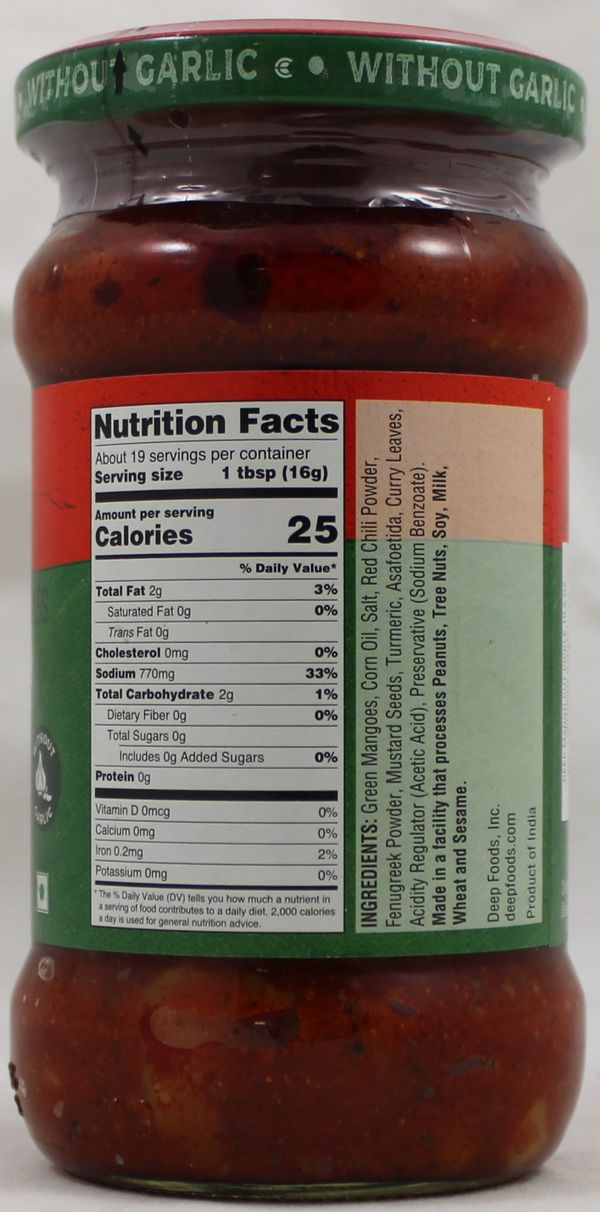 WITHOUT GARLIC • WITHOUT GARLIC
Nutrition Facts
About 19 servings per container
Serving size 1 tbsp (16g)
Amount per serving
Calories 25
% Daily Value*
Total Fat 2g 3%
Saturated Fat 0g 0%
Trans Fat 0g
Cholesterol 0mg 0%
Sodium 770mg 33%
Total Carbohydrate 2g 1%
Dietary Fiber 0g 0%
Total Sugars 0g
Includes 0g Added Sugars 0%
Protein 0g
Vitamin D 0mcg 0%
Calcium 0mg 0%
Iron 0.2mg 2%
Potassium 0mg 0%
* The % Daily Value (DV) tells you how much a nutrient in
a serving of food contributes to a daily diet. 2,000 calories
a day is used for general nutrition advice.
INGREDIENTS: Green Mangoes, Corn Oil, Salt, Red Chili Powder,
Fenugreek Powder, Mustard Seeds, Turmeric, Asafoetida, Curry Leaves,
Acidity Regulator (Acetic Acid), Preservative (Sodium Benzoate).
Made in a facility that processes Peanuts, Tree Nuts, Soy, Milk,
Wheat and Sesame.
Deep Foods, Inc.
deepfoods.com
Product of India
WITHOUT
GARLIC